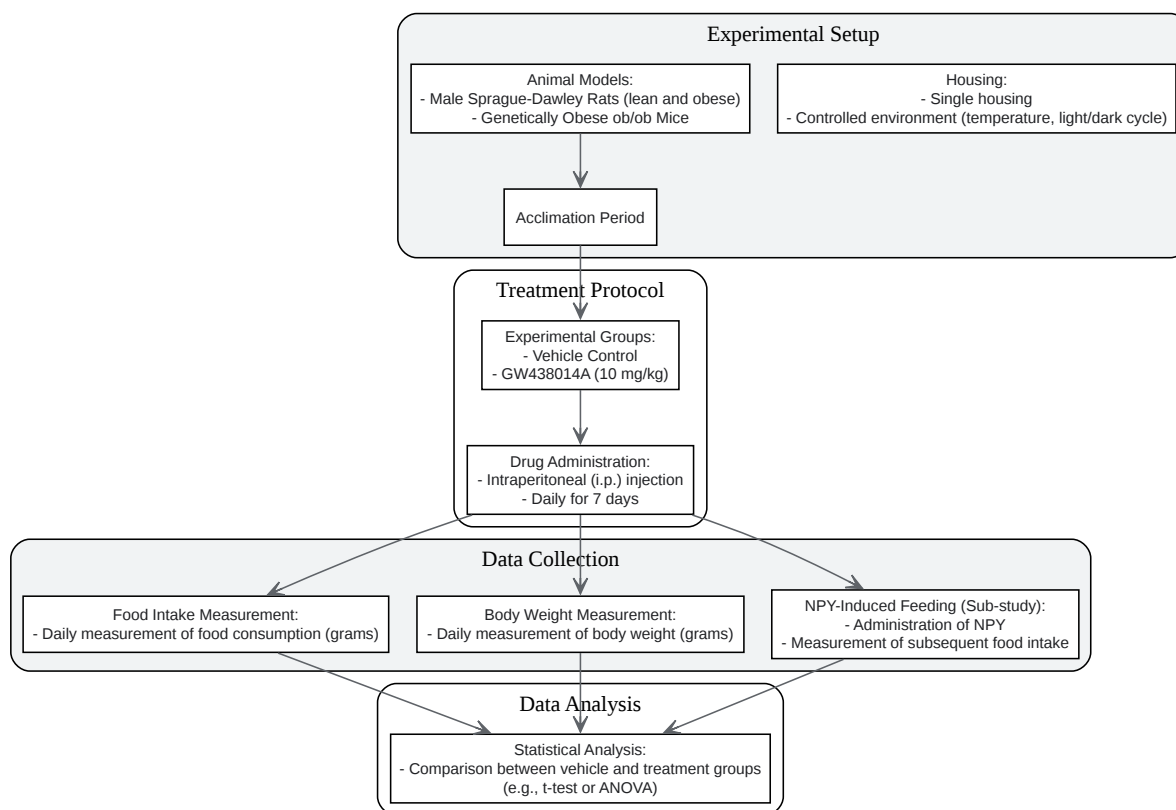 Experimental Setup
Animal Models:
- Male Sprague-Dawley Rats (lean and obese)
- Genetically Obese ob/ob Mice
Housing:
- Single housing
- Controlled environment (temperature, light/dark cycle)
Acclimation Period
Treatment Protocol
Experimental Groups:
- Vehicle Control
- GW438014A (10 mg/kg)
Drug Administration:
- Intraperitoneal (i.p.) injection
- Daily for 7 days
Data Collection
Food Intake Measurement:
- Daily measurement of food consumption (grams)
Body Weight Measurement:
- Daily measurement of body weight (grams)
NPY-Induced Feeding (Sub-study):
- Administration of NPY
- Measurement of subsequent food intake
Data Analysis
Statistical Analysis:
- Comparison between vehicle and treatment groups
(e.g., t-test or ANOVA)